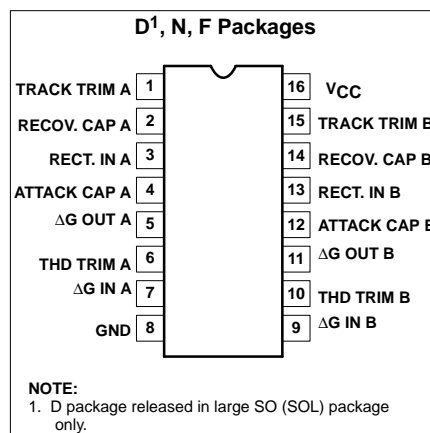 D1, N, F Packages
TRACK TRIM A 1
RECOV. CAP A 2
RECT. IN A 3
ATTACK CAP A 4
ΔG OUT A 5
THD TRIM A 6
ΔG IN A 7
GND 8
16 VCC
15 TRACK TRIM B
14 RECOV. CAP B
13 RECT. IN B
12 ATTACK CAP B
11 ΔG OUT B
10 THD TRIM B
9 ΔG IN B
NOTE:
1. D package released in large SO (SOL) package
only.